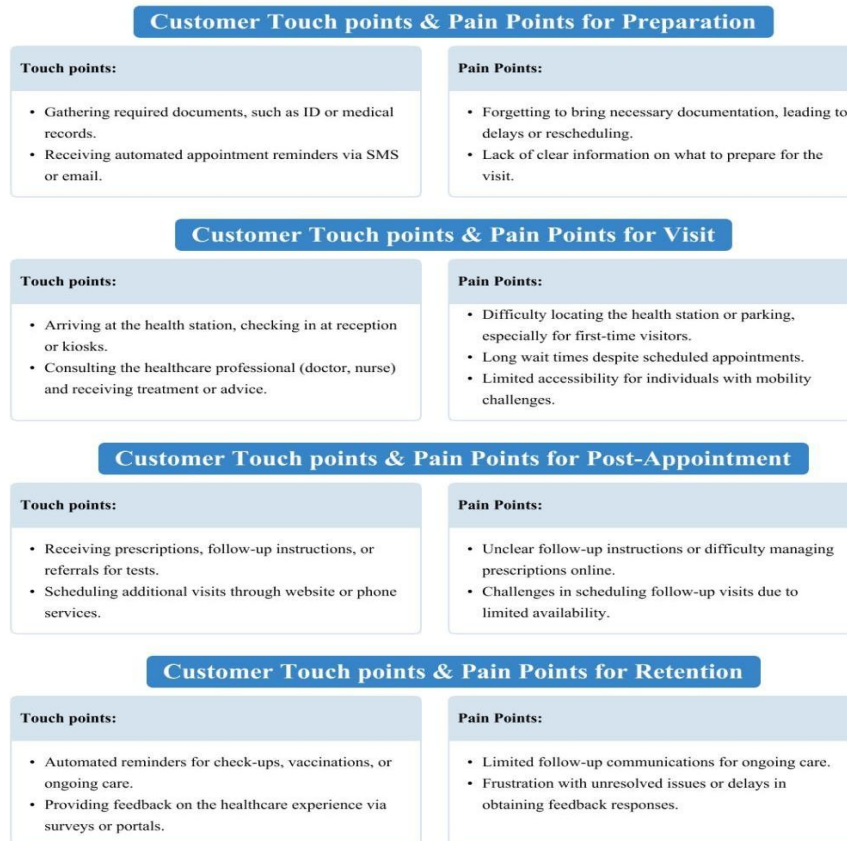 Customer Touch points & Pain Points for Preparation
Touch points:
• Gathering required documents, such as ID or medical
records.
• Receiving automated appointment reminders via SMS
or email.
Pain Points:
• Forgetting to bring necessary documentation, leading to
delays or rescheduling.
• Lack of clear information on what to prepare for the
visit.
Customer Touch points & Pain Points for Visit
Touch points:
• Arriving at the health station, checking in at reception
or kiosks.
• Consulting the healthcare professional (doctor, nurse)
and receiving treatment or advice.
Pain Points:
• Difficulty locating the health station or parking,
especially for first-time visitors.
• Long wait times despite scheduled appointments.
• Limited accessibility for individuals with mobility
challenges.
Customer Touch points & Pain Points for Post-Appointment
Touch points:
• Receiving prescriptions, follow-up instructions, or
referrals for tests.
• Scheduling additional visits through website or phone
services.
Pain Points:
• Unclear follow-up instructions or difficulty managing
prescriptions online.
• Challenges in scheduling follow-up visits due to
limited availability.
Customer Touch points & Pain Points for Retention
Touch points:
• Automated reminders for check-ups, vaccinations, or
ongoing care.
• Providing feedback on the healthcare experience via
surveys or portals.
Pain Points:
• Limited follow-up communications for ongoing care.
• Frustration with unresolved issues or delays in
obtaining feedback responses.